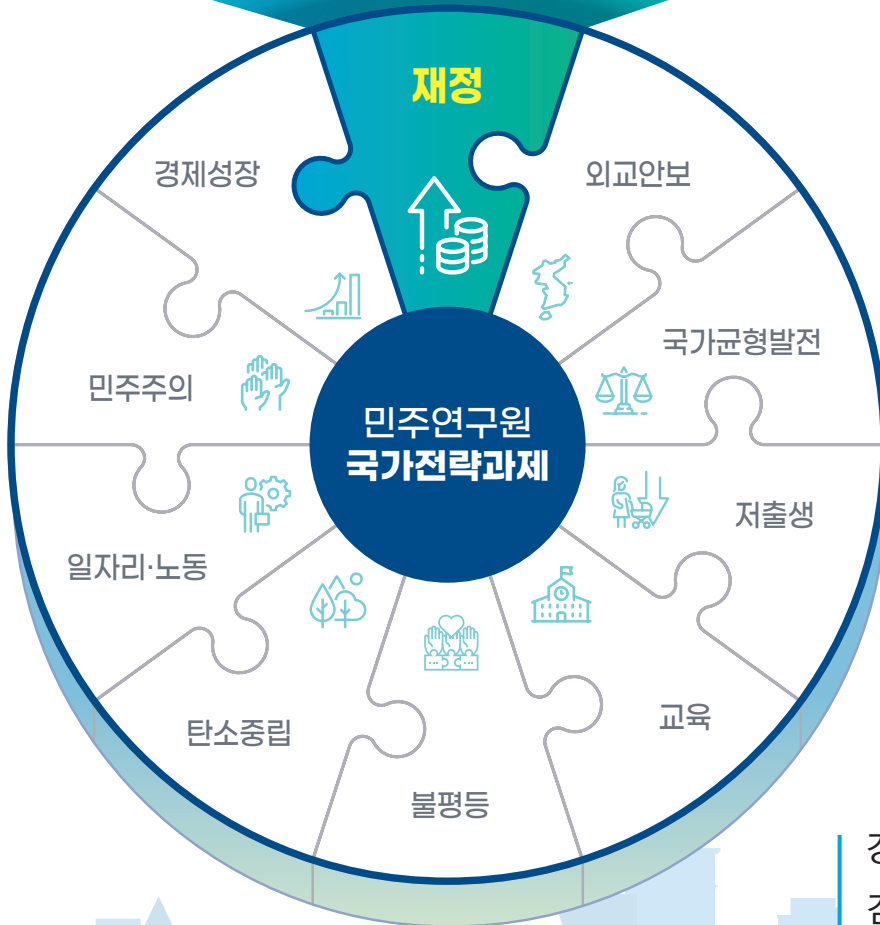 재정
외교안보
국가균형발전
저출생
교육
불평등
탄소중립
일자리·노동
민주주의
경제성장
민주연구원
국가전략과제